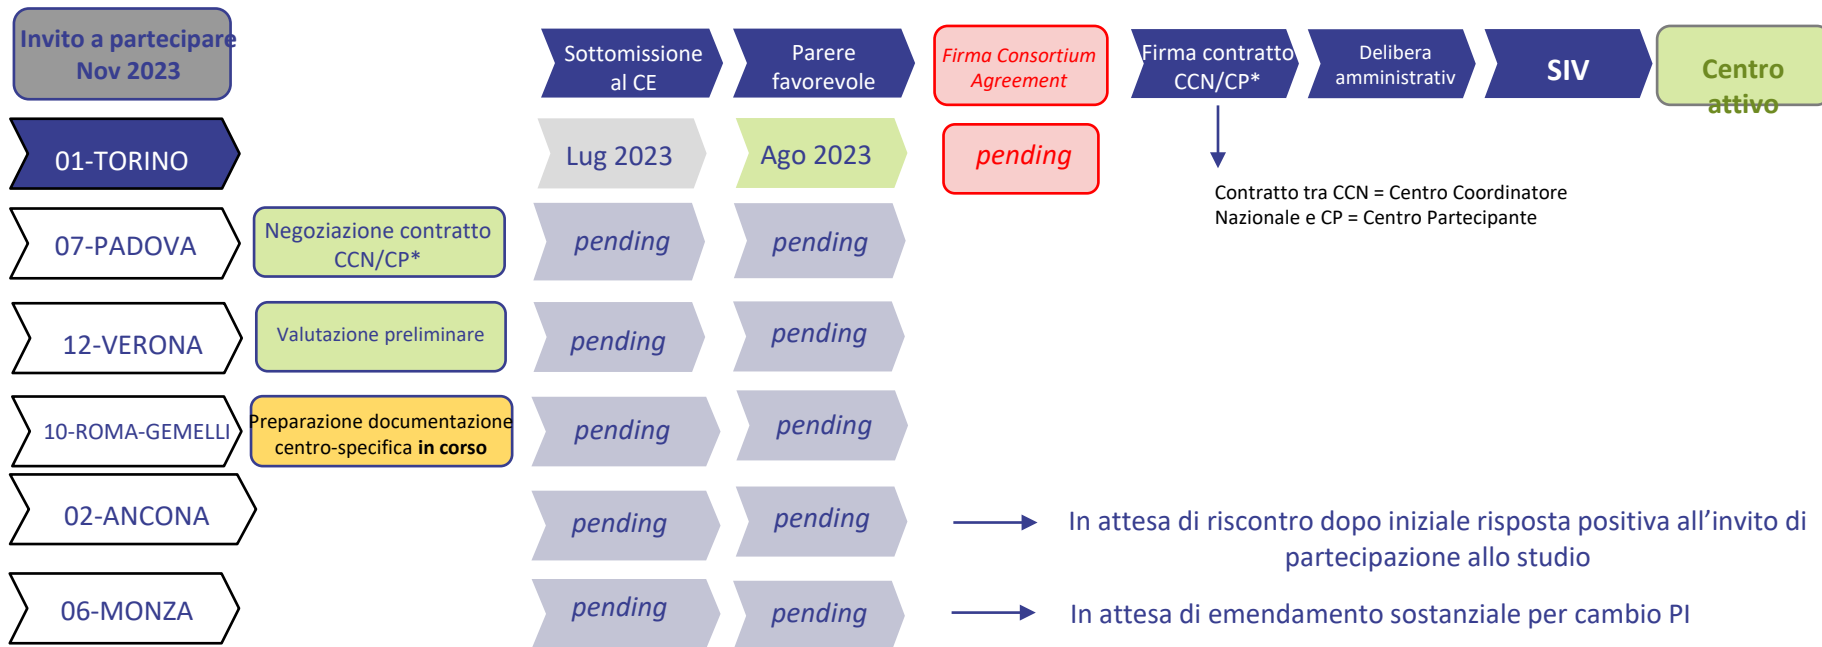 Invito a partecipare
Nov 2023
Sottomissione
al CE
Parere
favorevole
Firma Consortium
Agreement
Firma contratto
CCN/CP*
Delibera
amministrativ
SIV
Centro
attivo
01-TORINO
Lug 2023
Ago 2023
pending
Contratto tra CCN = Centro Coordinatore
Nazionale e CP = Centro Partecipante
07-PADOVA
Negoziazione contratto
CCN/CP*
pending
pending
12-VERONA
Valutazione preliminare
pending
pending
10-ROMA-GEMELLI
Preparazione documentazione
centro-specifica in corso
pending
pending
02-ANCONA
pending
pending
In attesa di riscontro dopo iniziale risposta positiva all’invito di
partecipazione allo studio
06-MONZA
pending
pending
In attesa di emendamento sostanziale per cambio PI